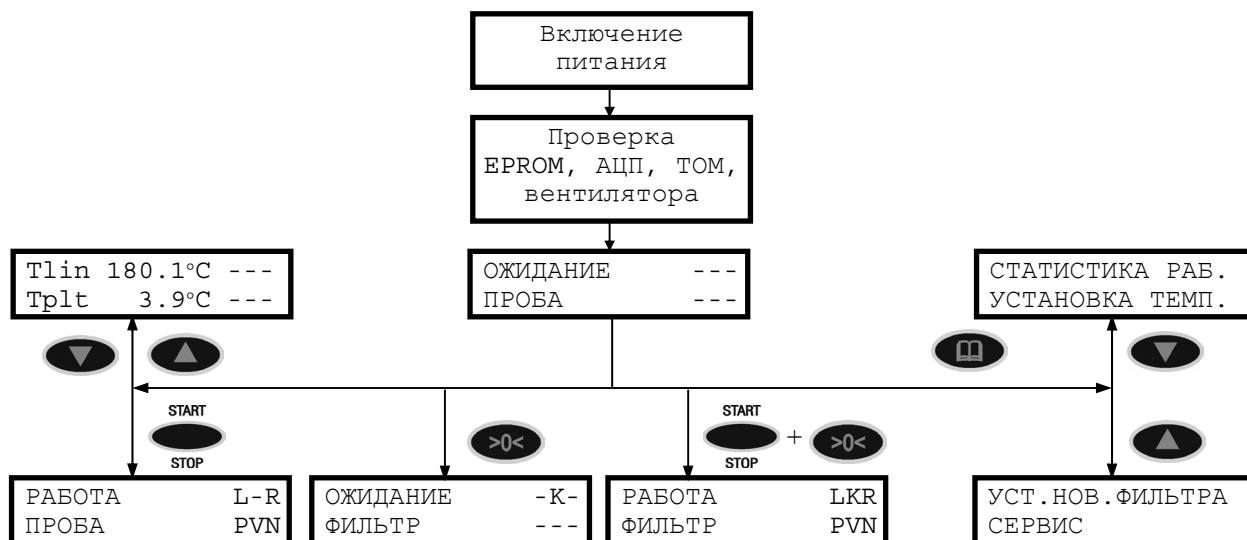 Включение
питания
Проверка
EPROM, АЦП, ТОМ,
вентилятора
Tlin 180.1°C ---
Tplt 3.9°C ---
ОЖИДАНИЕ ---
ПРОБА ---
СТАТИСТИКА РАБ.
УСТАНОВКА ТЕМП.
START
STOP
>0<
START
STOP
+
>0<
РАБОТА L-R
ПРОБА PVN
ОЖИДАНИЕ -K-
ФИЛЬТР ---
РАБОТА LKR
ФИЛЬТР PVN
УСТ.НОВ.ФИЛЬТРА
СЕРВИС